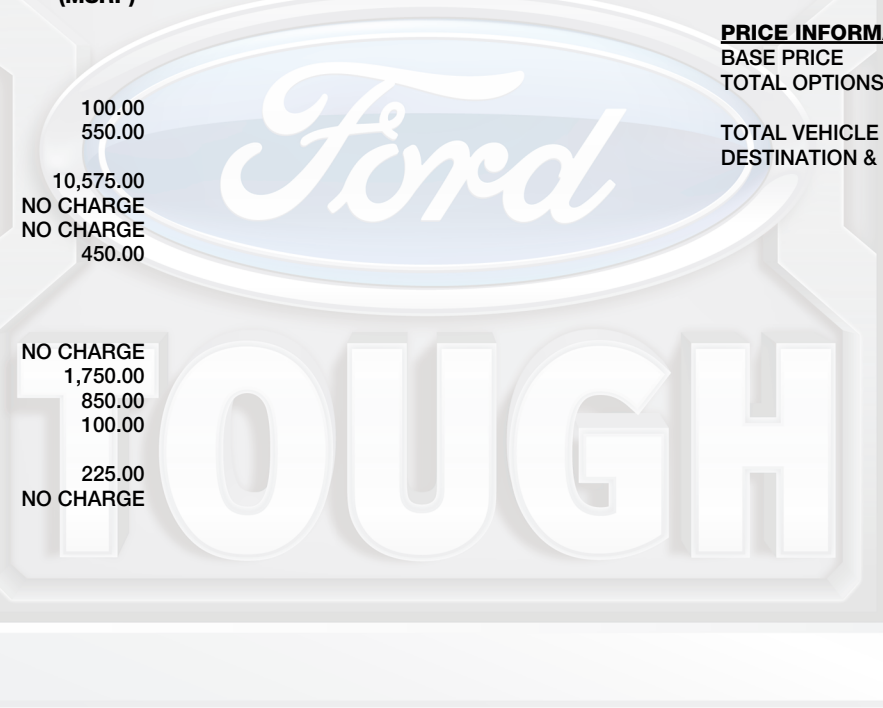 (MSRP)
100.00
550.00
10,575.00
NO CHARGE
NO CHARGE
450.00
NO CHARGE
1,750.00
850.00
100.00
225.00
NO CHARGE
PRICE INFORMA
BASE PRICE
TOTAL OPTIONS
TOTAL VEHICLE
DESTINATION &
Ford
TOUGH